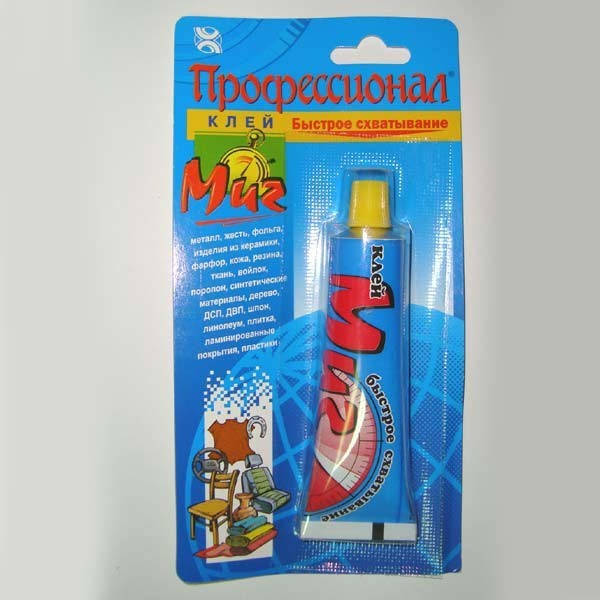 Профессионал®
КЛЕЙ Быстрое схватывание
Миг
металл, жесть, фольга,
изделия из керамики,
фарфор, кожа, резина,
ткань, войлок,
поролон, синтетические
материалы, дерево,
ДСП, ДВП, шпон,
линолеум, плитка,
ламинированные
покрытия, пластики
Клей
Миг
быстрое схватывание